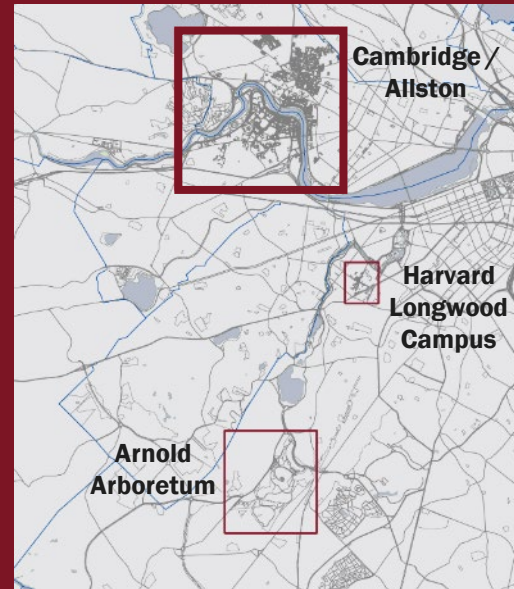 Cambridge /
Allston
Harvard
Longwood
Campus
Arnold
Arboretum